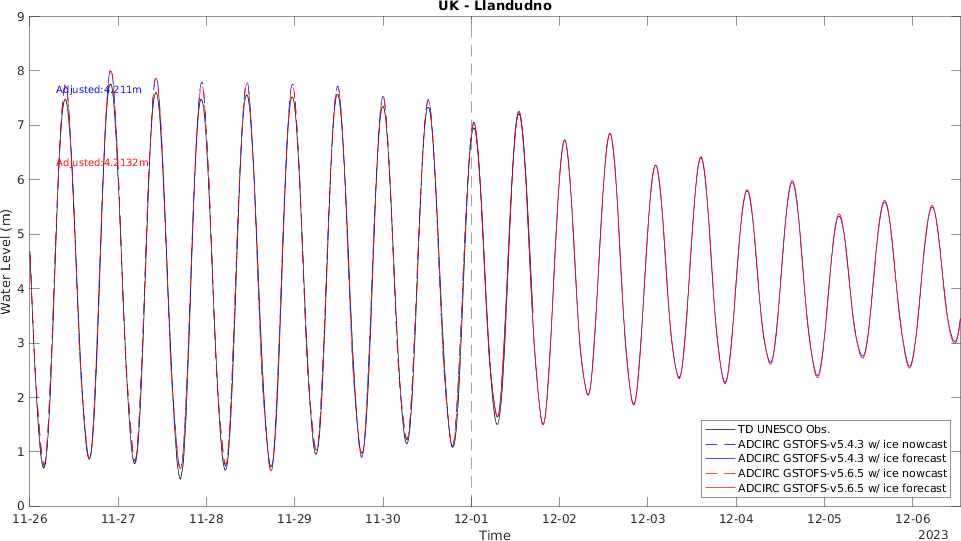 UK - Llandudno
9
8
7
6
5
4
3
2
1
0
Water Level (m)
Adjusted:4.211m
Adjusted:4.2132m
TD UNESCO Obs.
ADCIRC GSTOFS-v5.4.3 w/ ice nowcast
ADCIRC GSTOFS-v5.4.3 w/ ice forecast
ADCIRC GSTOFS-v5.6.5 w/ ice nowcast
ADCIRC GSTOFS-v5.6.5 w/ ice forecast
11-26 11-27 11-28 11-29 11-30 12-01 12-02 12-03 12-04 12-05 12-06
Time
2023